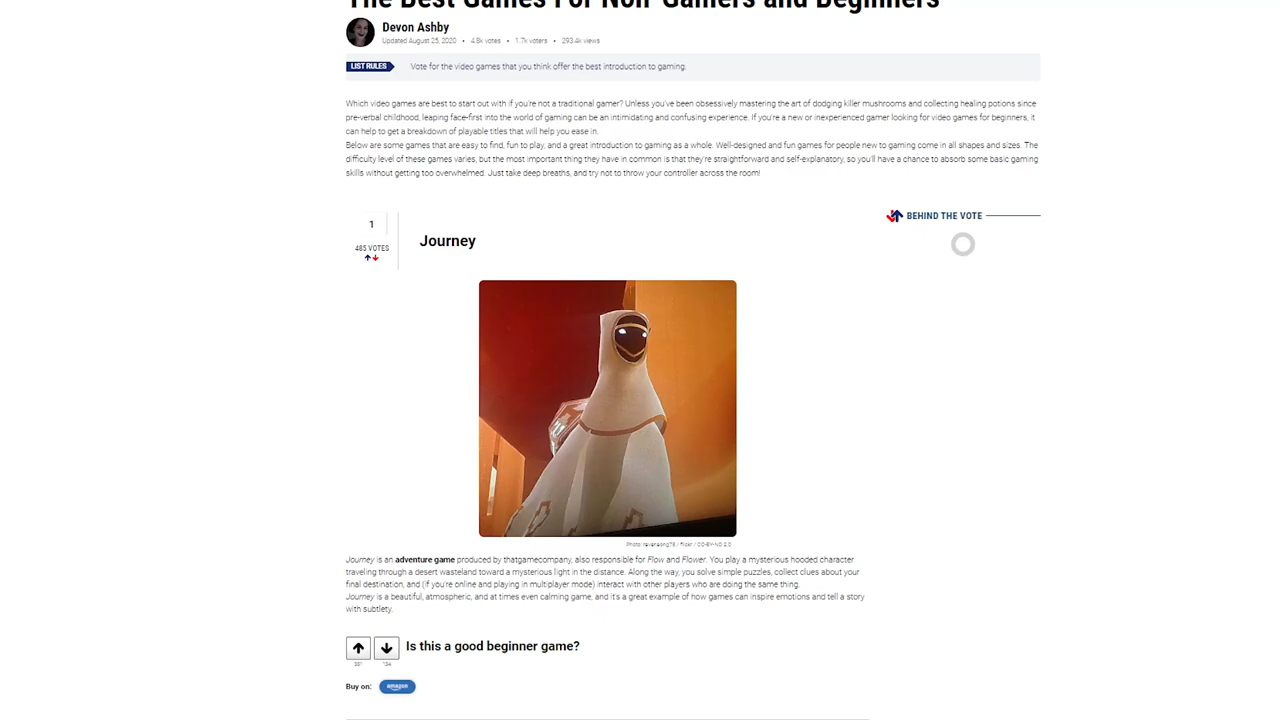 The Best Games For Non-Gamers and Beginners
Devon Ashby
Updated August 25, 2020 • 4.8k votes • 1.7k voters • 293.4k views
LIST RULES Vote for the video games that you think offer the best introduction to gaming.
Which video games are best to start out with if you're not a traditional gamer? Unless you've been obsessively mastering the art of dodging killer mushrooms and collecting healing potions since
pre-verbal childhood, leaping face-first into the world of gaming can be an intimidating and confusing experience. If you're a new or inexperienced gamer looking for video games for beginners, it
can help to get a breakdown of playable titles that will help you ease in.
Below are some games that are easy to find, fun to play, and a great introduction to gaming as a whole. Well-designed and fun games for people new to gaming come in all shapes and sizes. The
difficulty level of these games varies, but the most important thing they have in common is that they're straightforward and self-explanatory, so you'll have a chance to absorb some basic gaming
skills without getting too overwhelmed. Just take deep breaths, and try not to throw your controller across the room!
1
485 VOTES
Journey
BEHIND THE VOTE
Photo: ravensong75 / flickr / CC-BY-ND 2.0
Journey is an adventure game produced by thatgamecompany, also responsible for Flow and Flower. You play a mysterious hooded character
traveling through a desert wasteland toward a mysterious light in the distance. Along the way, you solve simple puzzles, collect clues about your
final destination, and (if you're online and playing in multiplayer mode) interact with other players who are doing the same thing.
Journey is a beautiful, atmospheric, and at times even calming game, and it's a great example of how games can inspire emotions and tell a story
with subtlety.
Is this a good beginner game?
351 134
Buy on: amazon